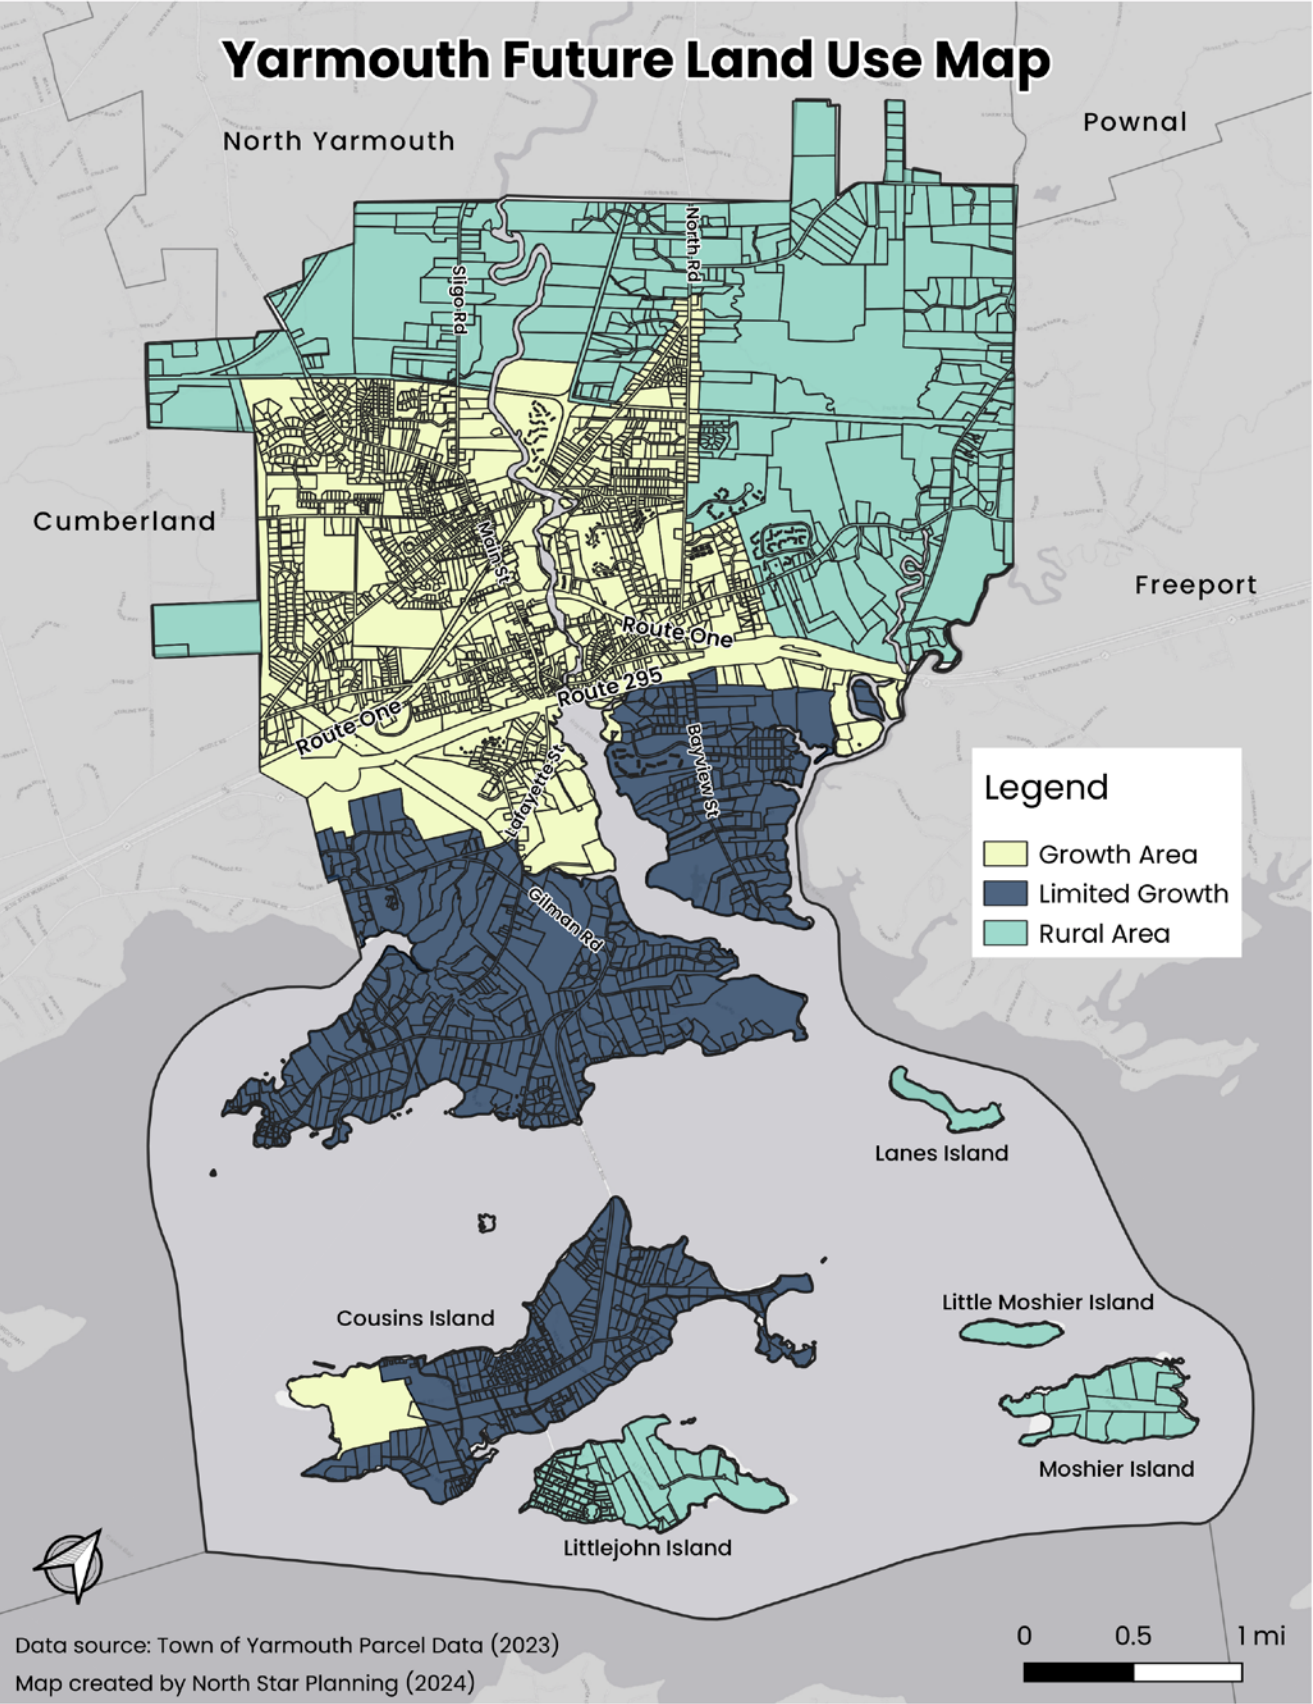 Yarmouth Future Land Use Map
Pownal
North Yarmouth
North Rd
Sligo Rd
Cumberland
Main St
Freeport
Route One
Route 295
Route One
Bayview St
Lafayette St
Legend
Growth Area
Limited Growth
Rural Area
Gilman Rd
Lanes Island
Little Moshier Island
Cousins Island
Moshier Island
Littlejohn Island
0 0.5 1 mi
Data source: Town of Yarmouth Parcel Data (2023)
Map created by North Star Planning (2024)